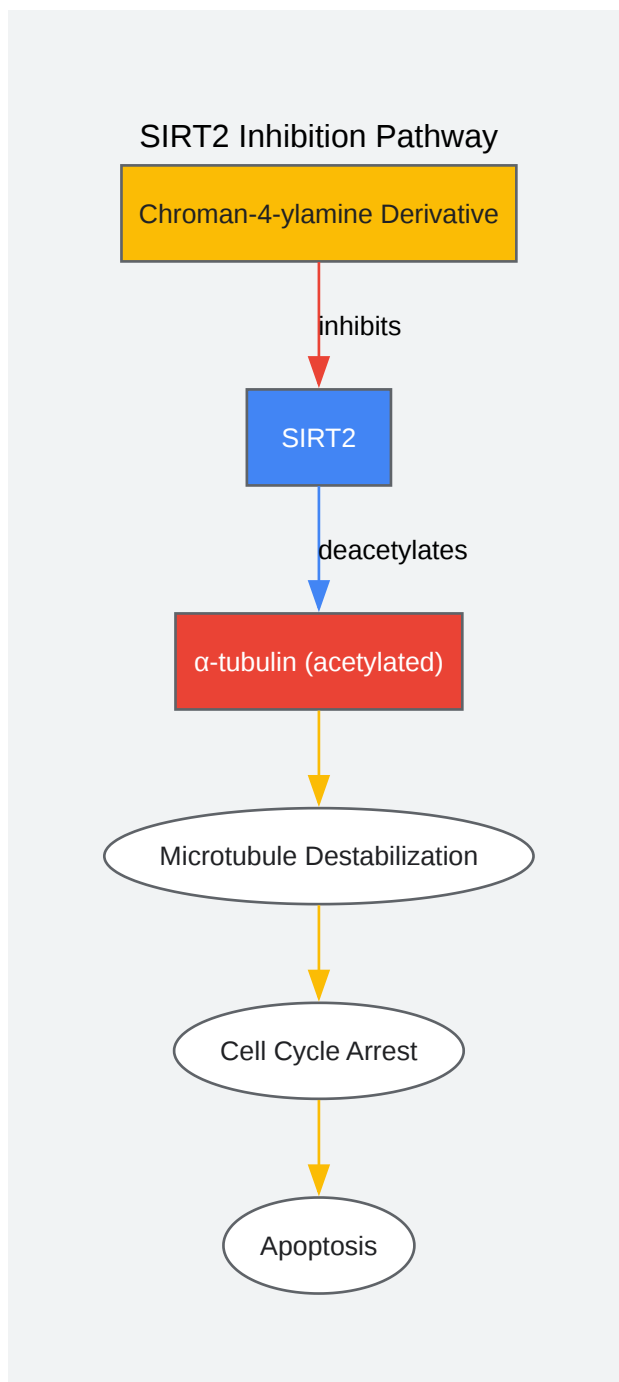 SIRT2 Inhibition Pathway
Chroman-4-ylamine Derivative
inhibits
SIRT2
deacetylates
α-tubulin (acetylated)
Microtubule Destabilization
Cell Cycle Arrest
Apoptosis